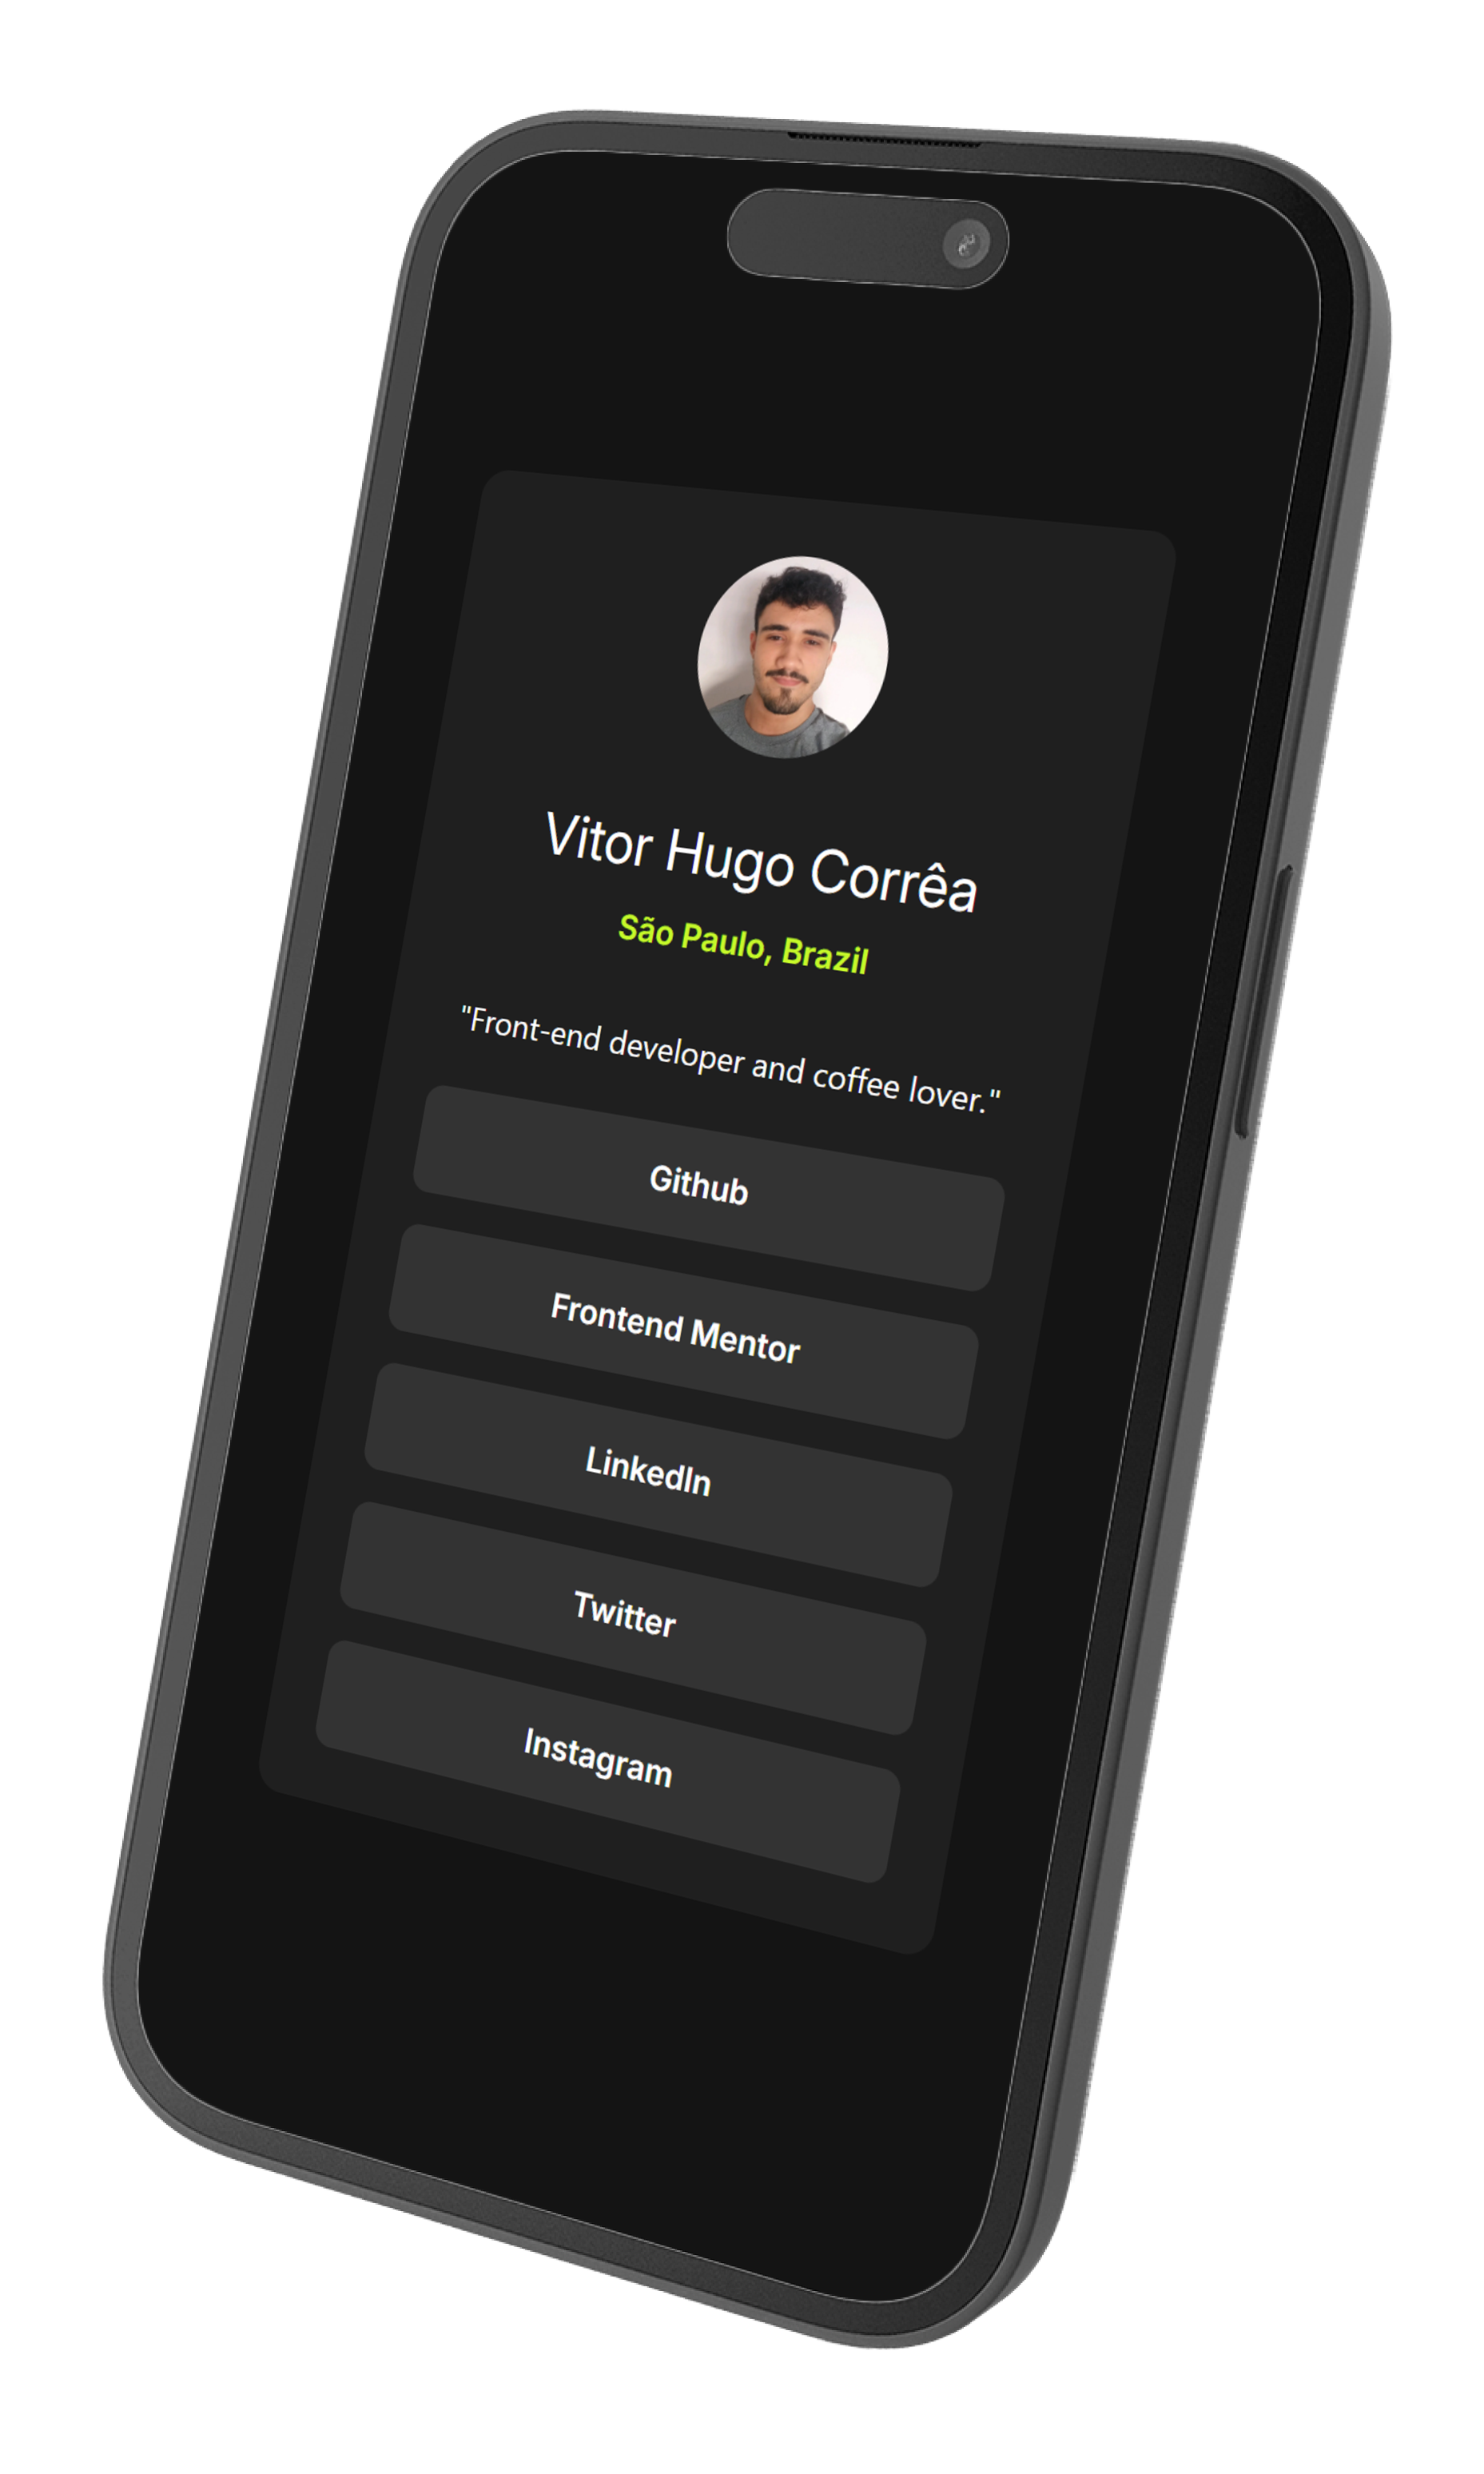 Vitor Hugo Corrêa
São Paulo, Brazil
"Front-end developer and coffee lover."
Github
Frontend Mentor
LinkedIn
Twitter
Instagram